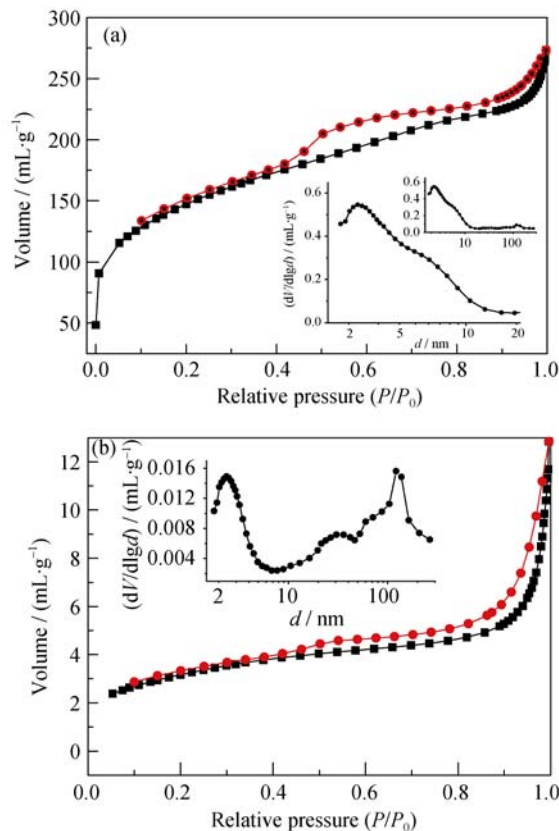 (a)
300
250
200
150
100
50
Volume / (mL·g⁻¹)
0.0 0.2 0.4 0.6 0.8 1.0
Relative pressure (P/P₀)
0.6
0.4
0.2
0.0
(dV/dlgd) / (mL·g⁻¹)
2 5 10 20
d / nm
0.6
0.4
0.2
0.0
10 100
(b)
12
10
8
6
4
2
0
Volume / (mL·g⁻¹)
0.0 0.2 0.4 0.6 0.8 1.0
Relative pressure (P/P₀)
0.016
0.012
0.008
0.004
(dV/dlgd) / (mL·g⁻¹)
2 10 100
d / nm